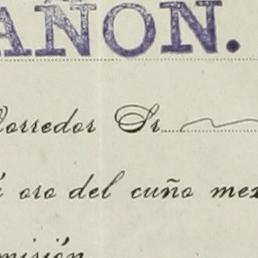 AÑON.
Corredor Sr.
oro del cuño mex
misión